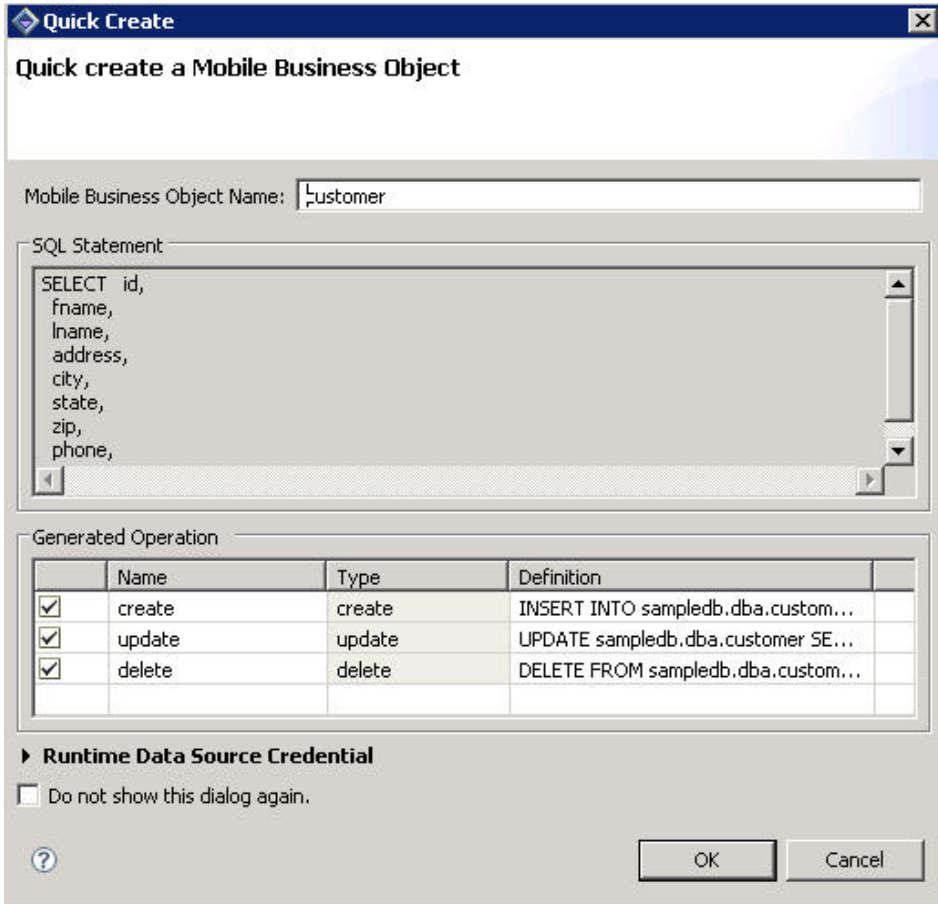 Quick Create
Quick create a Mobile Business Object
Mobile Business Object Name: Customer
SQL Statement
SELECT id,
fname,
lname,
address,
city,
state,
zip,
phone,
Generated Operation
Name Type Definition
create create INSERT INTO sampledb.dba.custom...
update update UPDATE sampledb.dba.customer SE...
delete delete DELETE FROM sampledb.dba.custom...
Runtime Data Source Credential
Do not show this dialog again.
? OK Cancel